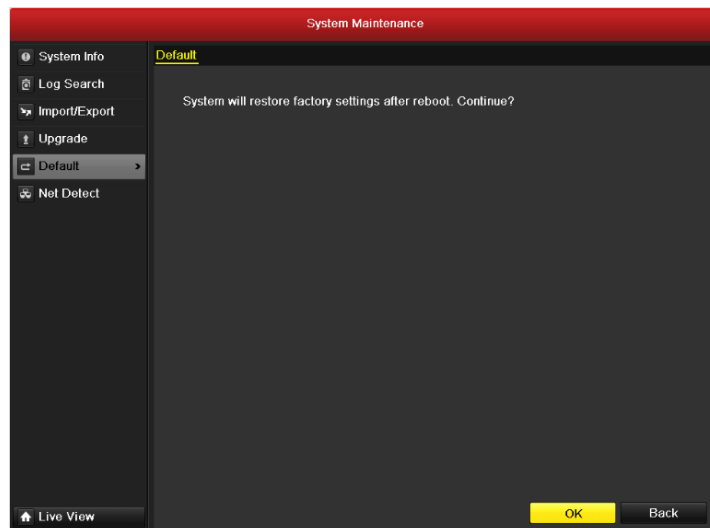 System Maintenance
System Info
Log Search
Import/Export
Upgrade
Default
Net Detect
Live View
Default
System will restore factory settings after reboot. Continue?
OK
Back